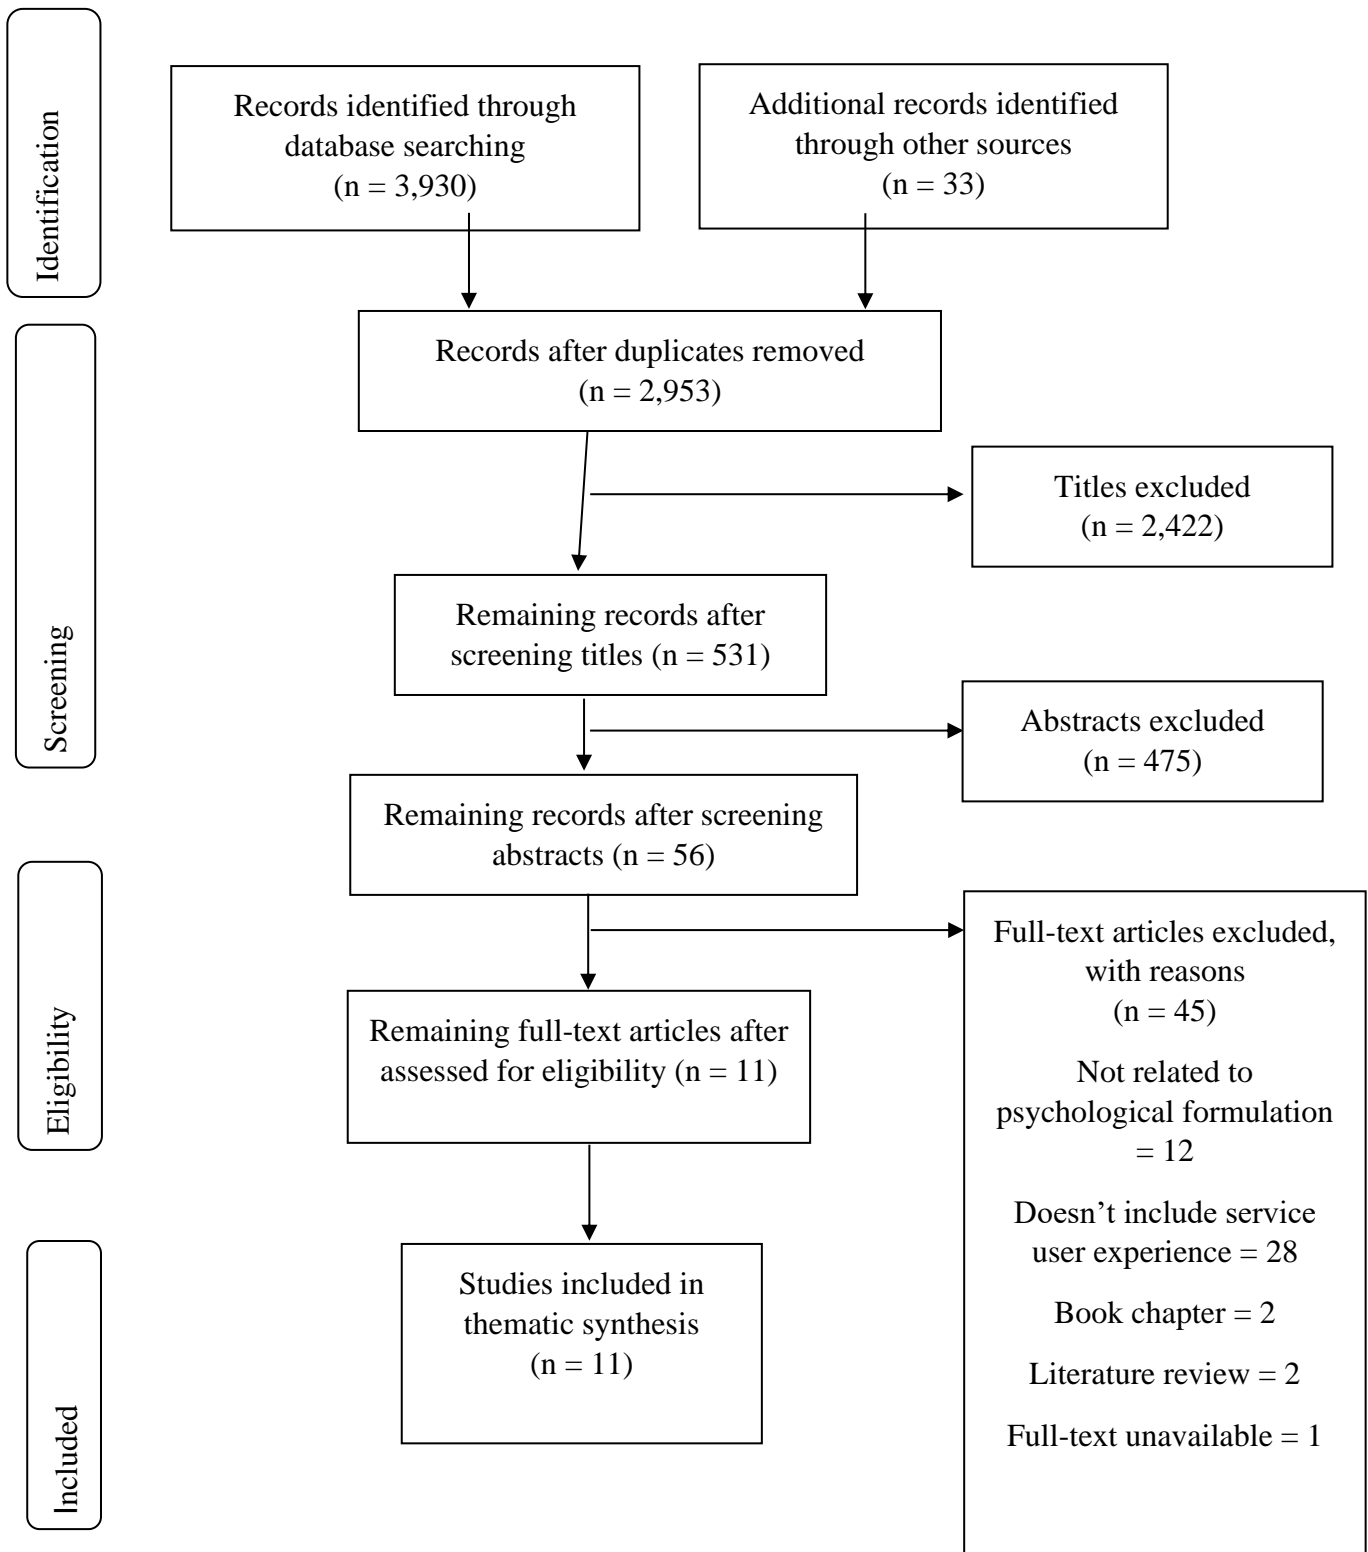 Identification
Records identified through
database searching
(n = 3,930)
Additional records identified
through other sources
(n = 33)
Records after duplicates removed
(n = 2,953)
Screening
Titles excluded
(n = 2,422)
Remaining records after
screening titles (n = 531)
Abstracts excluded
(n = 475)
Remaining records after screening
abstracts (n = 56)
Eligibility
Full-text articles excluded,
with reasons
(n = 45)
Not related to
psychological formulation
= 12
Doesn’t include service
user experience = 28
Book chapter = 2
Literature review = 2
Full-text unavailable = 1
Remaining full-text articles after
assessed for eligibility (n = 11)
Included
Studies included in
thematic synthesis
(n = 11)